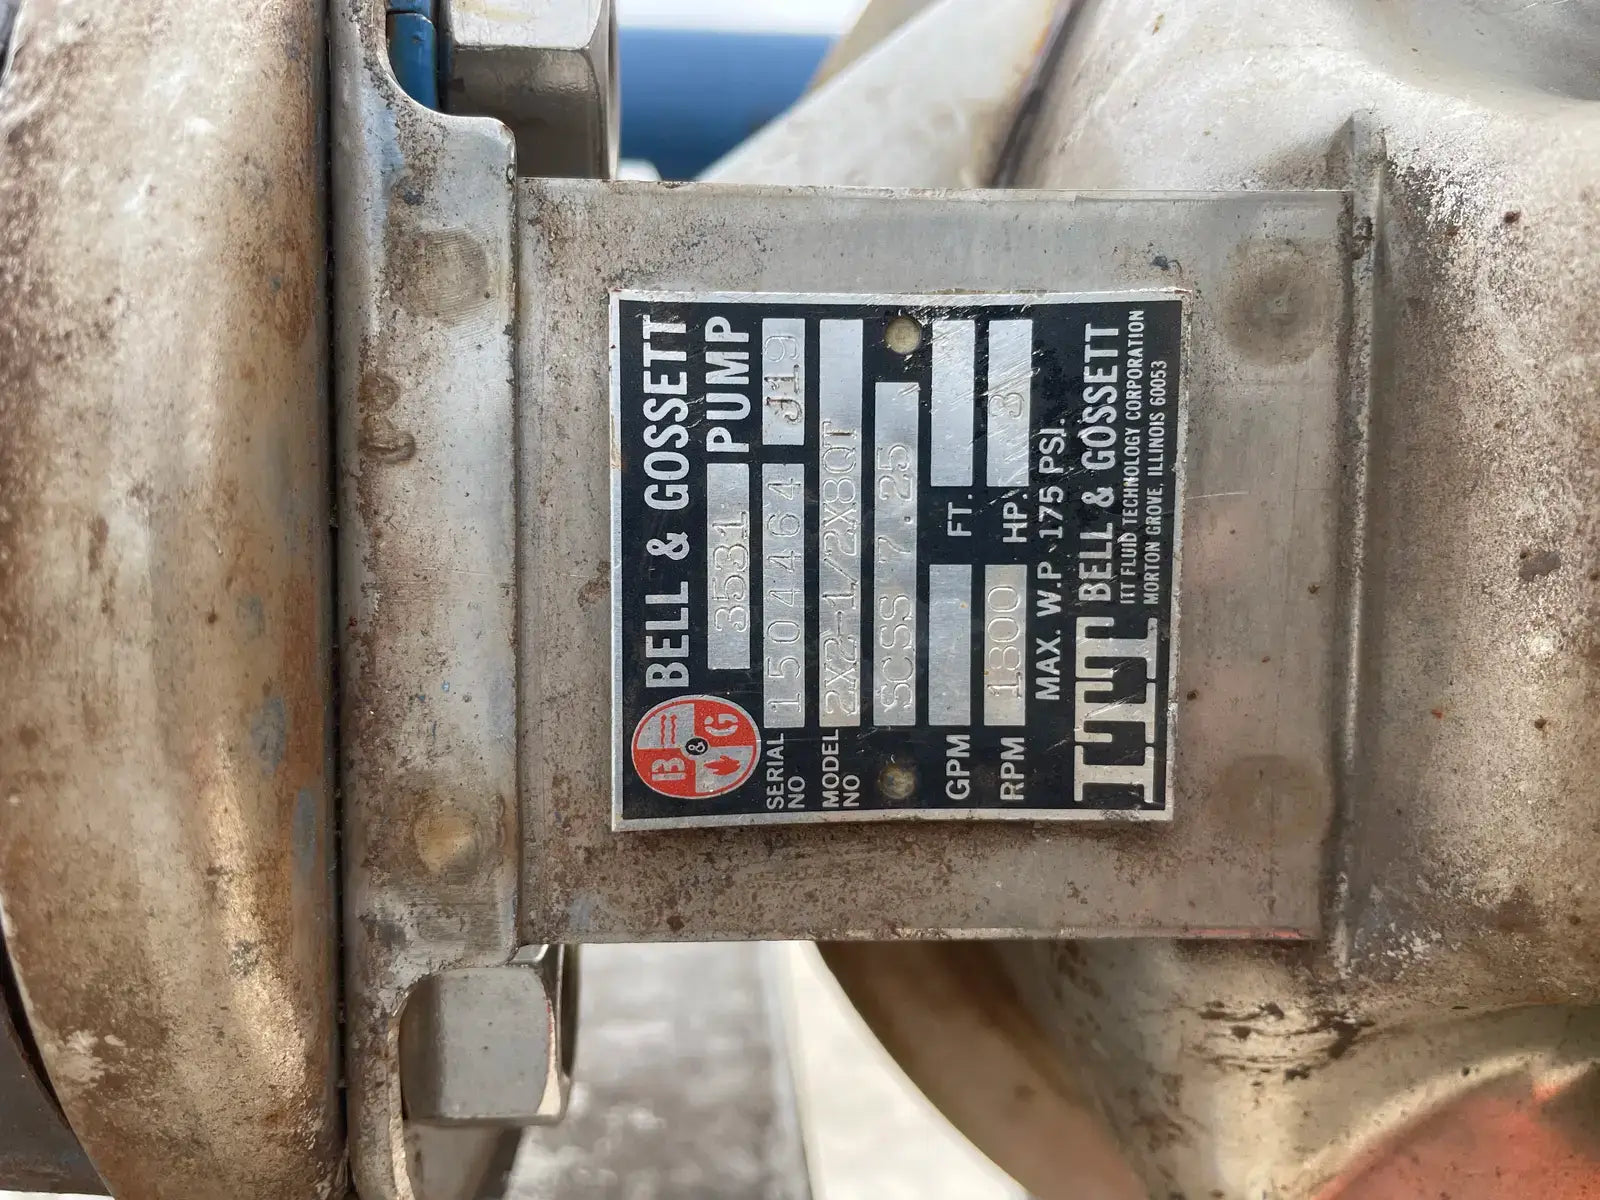 B & G
BELL & GOSSETT
3531 PUMP
SERIAL NO 1504464 J19
MODEL NO 2X2-1/2X8QT
SCSS 7.25
GPM FT.
RPM 1800 HP. 3
MAX. W.P. 175 PSI.
ITT BELL & GOSSETT
ITT FLUID TECHNOLOGY CORPORATION
MORTON GROVE, ILLINOIS 60053